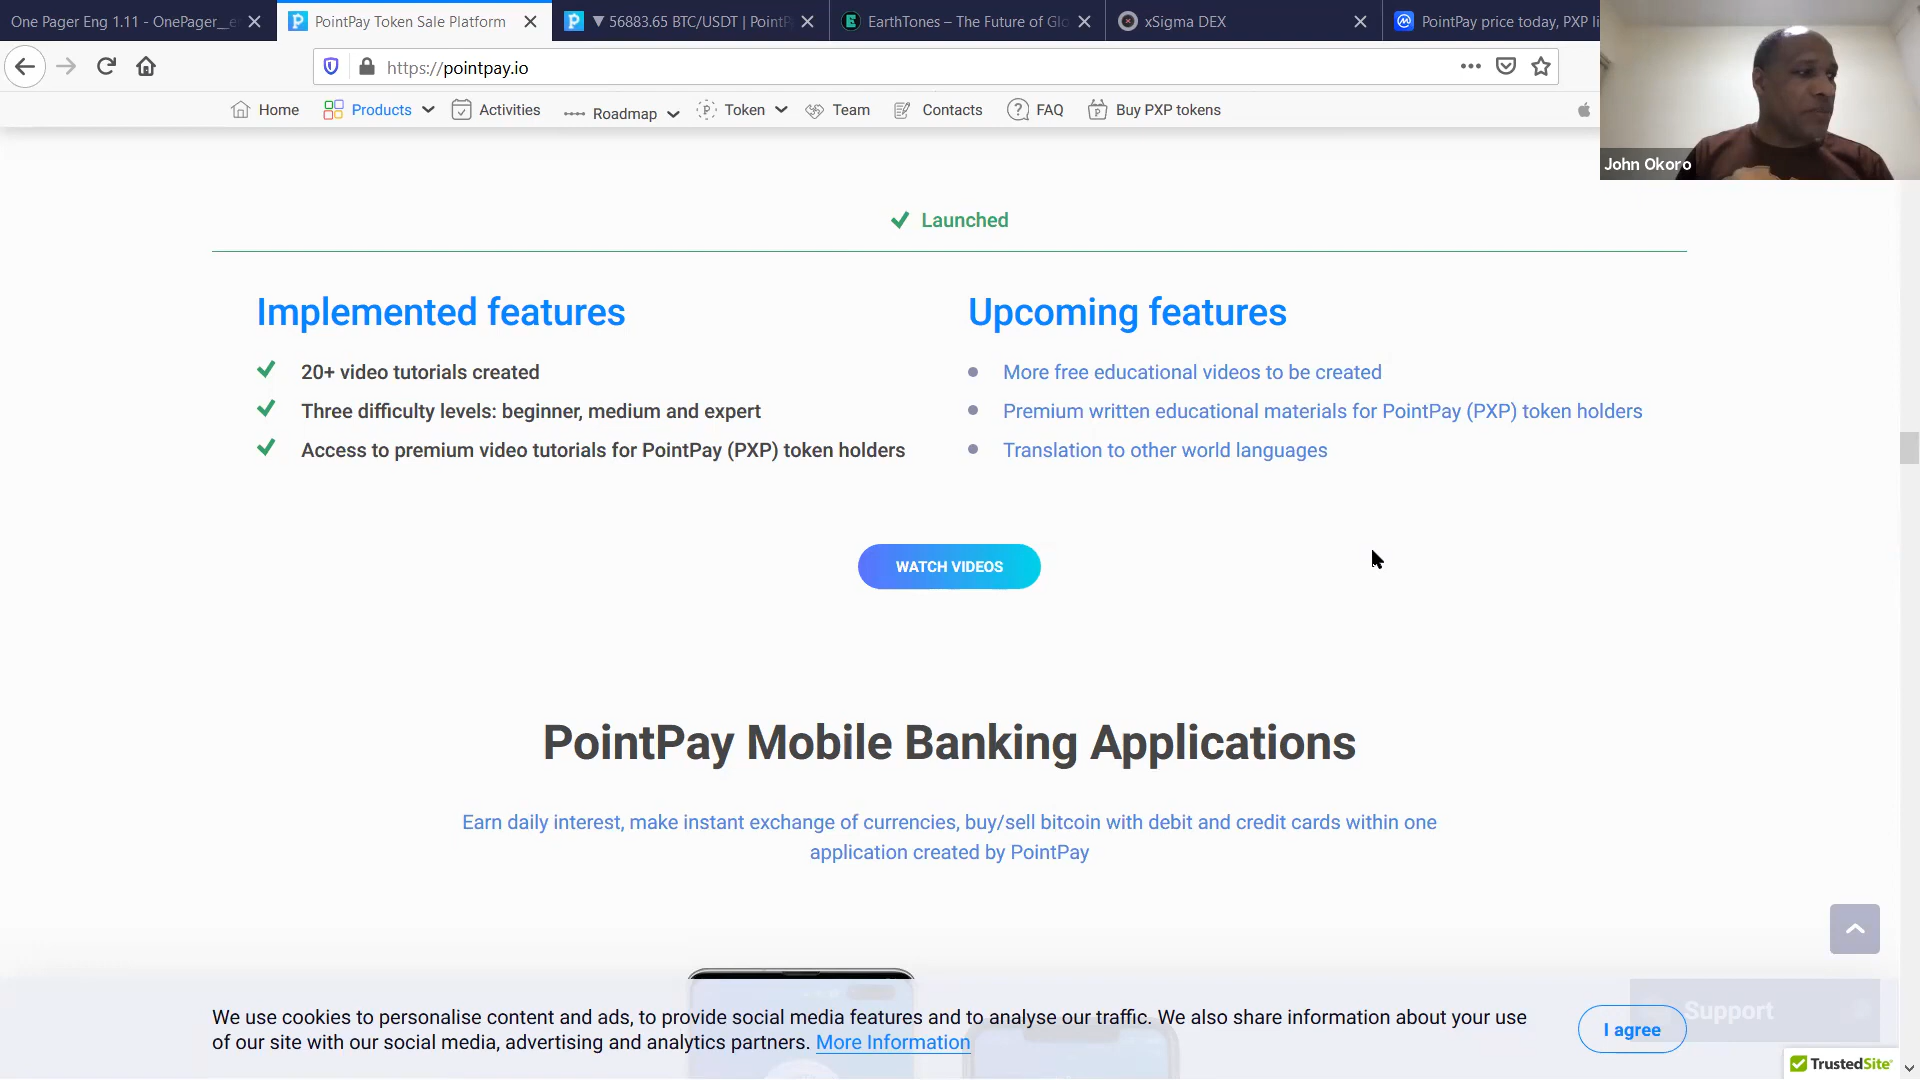 One Pager Eng 1.11 - OnePager_
PointPay Token Sale Platform
▼ 56883.65 BTC/USDT | Point
EarthTones – The Future of Gl
xSigma DEX
PointPay price today, PXP li
https://pointpay.io
Home
Products
Activities
Roadmap
Token
Team
Contacts
FAQ
Buy PXP tokens
John Okoro
Launched
Implemented features
20+ video tutorials created
Three difficulty levels: beginner, medium and expert
Access to premium video tutorials for PointPay (PXP) token holders
Upcoming features
More free educational videos to be created
Premium written educational materials for PointPay (PXP) token holders
Translation to other world languages
WATCH VIDEOS
PointPay Mobile Banking Applications
Earn daily interest, make instant exchange of currencies, buy/sell bitcoin with debit and credit cards within one
application created by PointPay
We use cookies to personalise content and ads, to provide social media features and to analyse our traffic. We also share information about your use
of our site with our social media, advertising and analytics partners. More Information
I agree
Support
TrustedSite